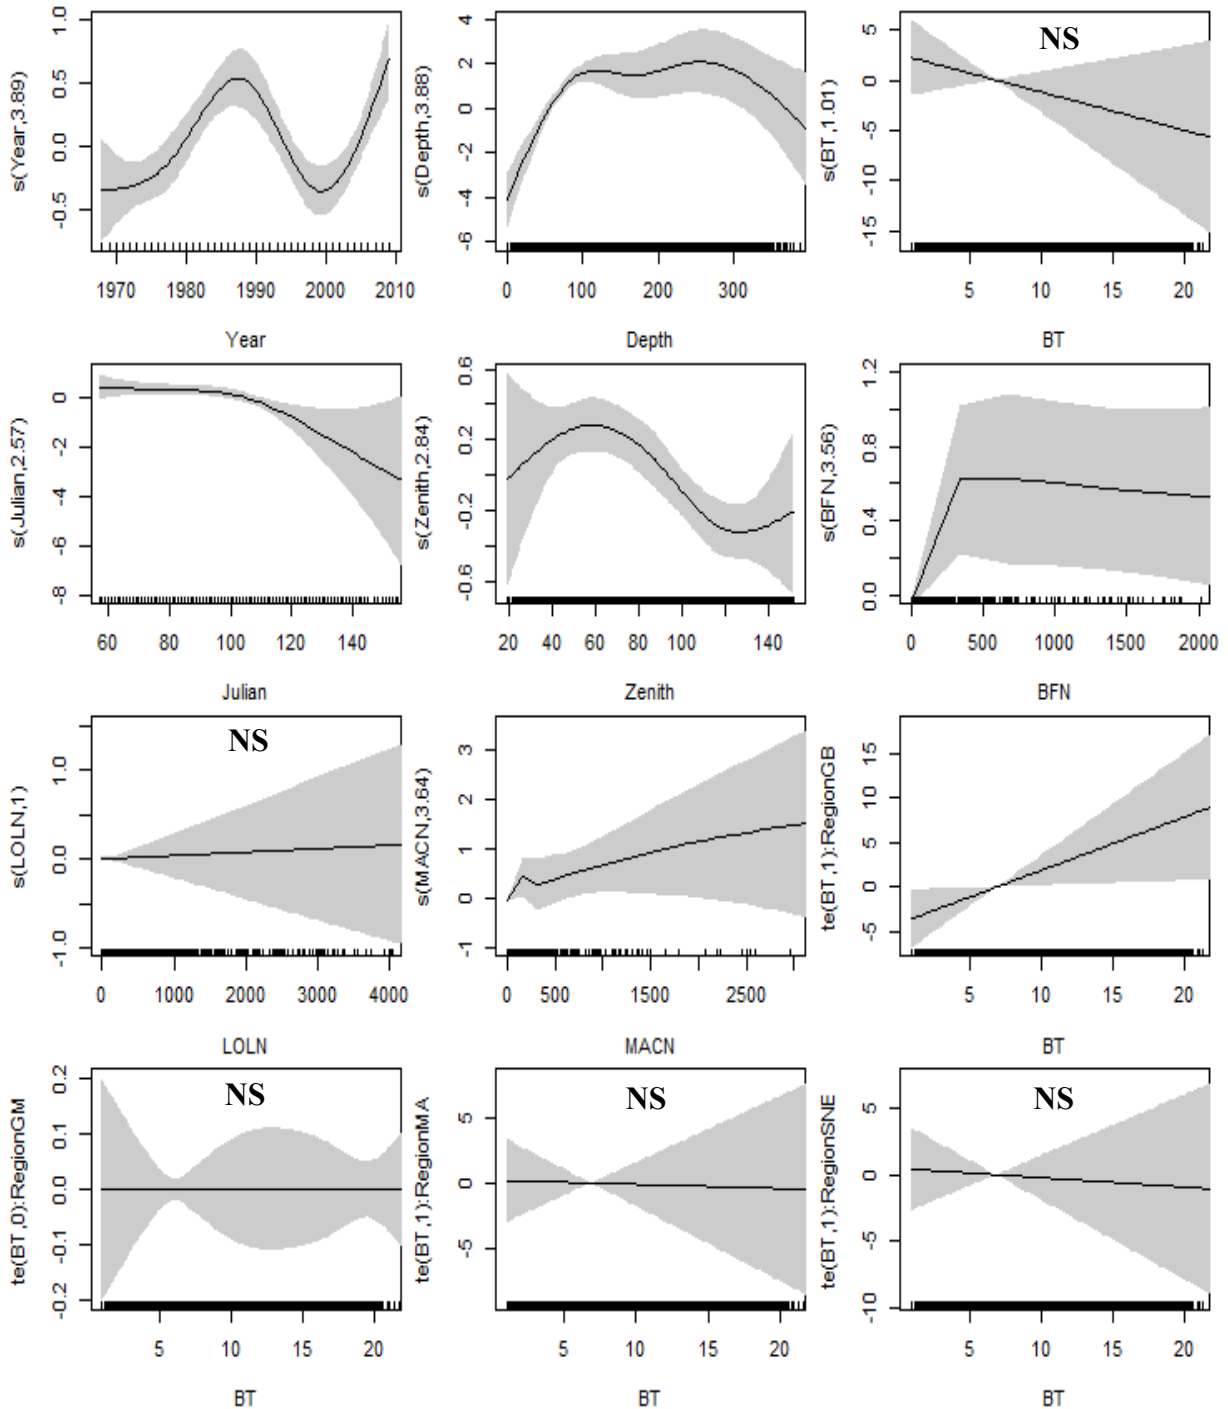 s(Year,3.89)
1.0
0.5
0.0
-0.5
1970 1980 1990 2000 2010
Year
s(Depth,3.88)
4
2
0
-2
-4
-6
0 100 200 300
Depth
s(BT,1.01)
NS
5
0
-5
-10
-15
5 10 15 20
BT
s(Julian,2.57)
0
-2
-4
-6
-8
60 80 100 120 140
Julian
s(Zenith,2.84)
0.6
0.2
-0.2
-0.6
20 40 60 80 100 140
Zenith
s(BFN,3.56)
1.2
0.8
0.4
0.0
0 500 1000 1500 2000
BFN
s(LOLN,1)
NS
1.0
0.0
-1.0
0 1000 2000 3000 4000
LOLN
s(MACN,3.64)
3
2
1
0
-1
0 500 1500 2500
MACN
te(BT,1):RegionGB
15
10
5
0
-5
5 10 15 20
BT
te(BT,0):RegionGM
NS
0.2
0.1
0.0
-0.1
-0.2
5 10 15 20
BT
te(BT,1):RegionMA
NS
5
0
-5
5 10 15 20
BT
te(BT,1):RegionSNE
NS
5
0
-5
-10
5 10 15 20
BT